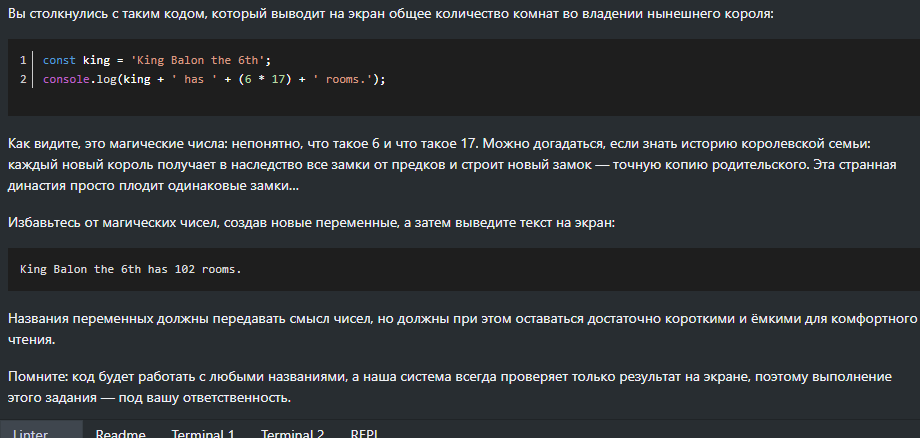 Вы столкнулись с таким кодом, который выводит на экран общее количество комнат во владении нынешнего короля:
1 const king = 'King Balon the 6th';
2 console.log(king + ' has ' + (6 * 17) + ' rooms.');
Как видите, это магические числа: непонятно, что такое 6 и что такое 17. Можно догадаться, если знать историю королевской семьи:
каждый новый король получает в наследство все замки от предков и строит новый замок — точную копию родительского. Эта странная
династия просто плодит одинаковые замки…
Избавьтесь от магических чисел, создав новые переменные, а затем выведите текст на экран:
King Balon the 6th has 102 rooms.
Названия переменных должны передавать смысл чисел, но должны при этом оставаться достаточно короткими и ёмкими для комфортного
чтения.
Помните: код будет работать с любыми названиями, а наша система всегда проверяет только результат на экране, поэтому выполнение
этого задания — под вашу ответственность.
Linter Readme Terminal 1 Terminal 2 REPL